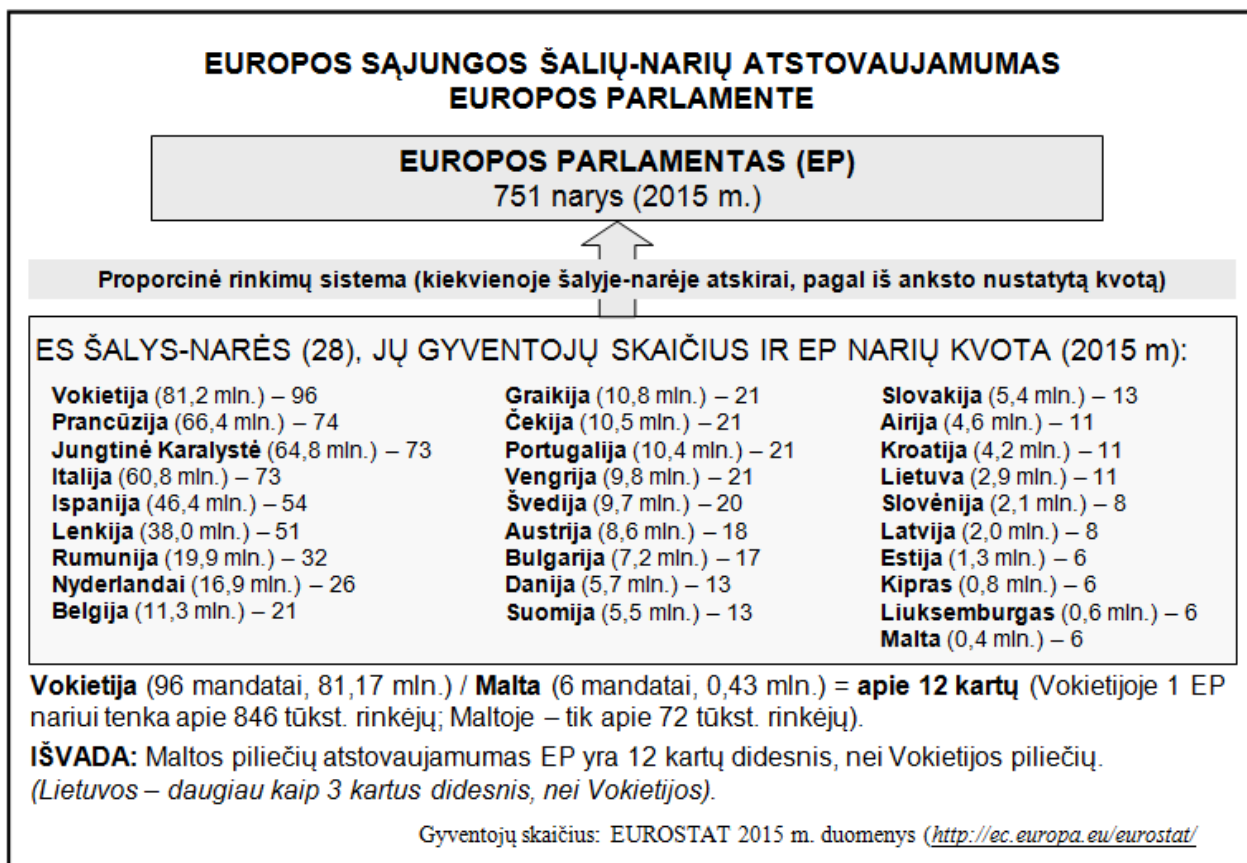 EUROPOS SĄJUNGOS ŠALIŲ-NARIŲ ATSTOVAUJAMUMAS
EUROPOS PARLAMENTE
EUROPOS PARLAMENTAS (EP)
751 narys (2015 m.)
Proporcinė rinkimų sistema (kiekvienoje šalyje-narėje atskirai, pagal iš anksto nustatytą kvotą)
ES ŠALYS-NARĖS (28), JŲ GYVENTOJŲ SKAIČIUS IR EP NARIŲ KVOTA (2015 m):
Vokietija (81,2 mln.) – 96
Prancūzija (66,4 mln.) – 74
Jungtinė Karalystė (64,8 mln.) – 73
Italija (60,8 mln.) – 73
Ispanija (46,4 mln.) – 54
Lenkija (38,0 mln.) – 51
Rumunija (19,9 mln.) – 32
Nyderlandai (16,9 mln.) – 26
Belgija (11,3 mln.) – 21
Graikija (10,8 mln.) – 21
Čekija (10,5 mln.) – 21
Portugalija (10,4 mln.) – 21
Vengrija (9,8 mln.) – 21
Švedija (9,7 mln.) – 20
Austrija (8,6 mln.) – 18
Bulgarija (7,2 mln.) – 17
Danija (5,7 mln.) – 13
Suomija (5,5 mln.) – 13
Slovakija (5,4 mln.) – 13
Airija (4,6 mln.) – 11
Kroatija (4,2 mln.) – 11
Lietuva (2,9 mln.) – 11
Slovėnija (2,1 mln.) – 8
Latvija (2,0 mln.) – 8
Estija (1,3 mln.) – 6
Kipras (0,8 mln.) – 6
Liuksemburgas (0,6 mln.) – 6
Malta (0,4 mln.) – 6
Vokietija (96 mandatai, 81,17 mln.) / Malta (6 mandatai, 0,43 mln.) = apie 12 kartų (Vokietijoje 1 EP
nariui tenka apie 846 tūkst. rinkėjų; Maltoje – tik apie 72 tūkst. rinkėjų).
IŠVADA: Maltos piliečių atstovaujamumas EP yra 12 kartų didesnis, nei Vokietijos piliečių.
(Lietuvos – daugiau kaip 3 kartus didesnis, nei Vokietijos).
Gyventojų skaičius: EUROSTAT 2015 m. duomenys (http://ec.europa.eu/eurostat/